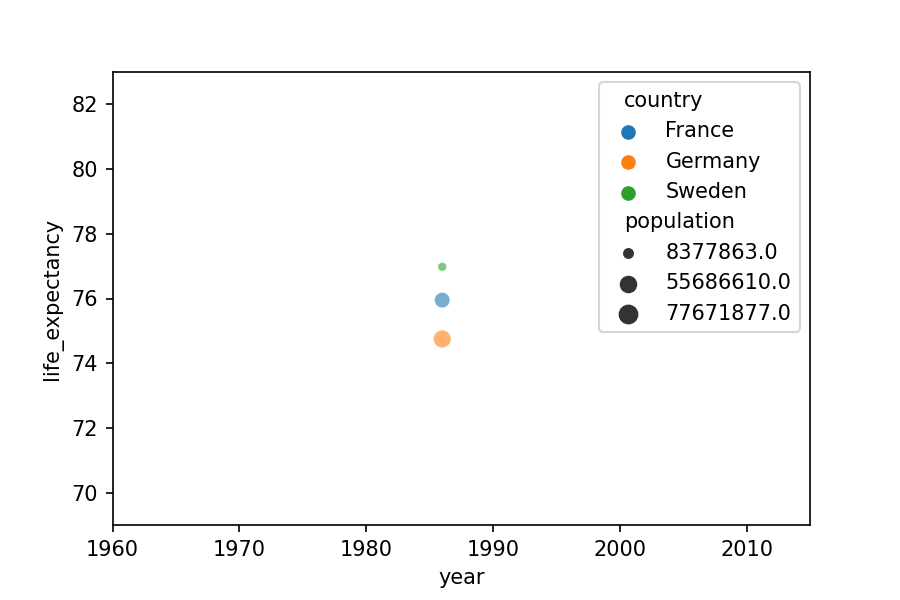 82
80
78
76
74
72
70
life_expectancy
1960 1970 1980 1990 2000 2010
year
country
France
Germany
Sweden
population
8377863.0
55686610.0
77671877.0